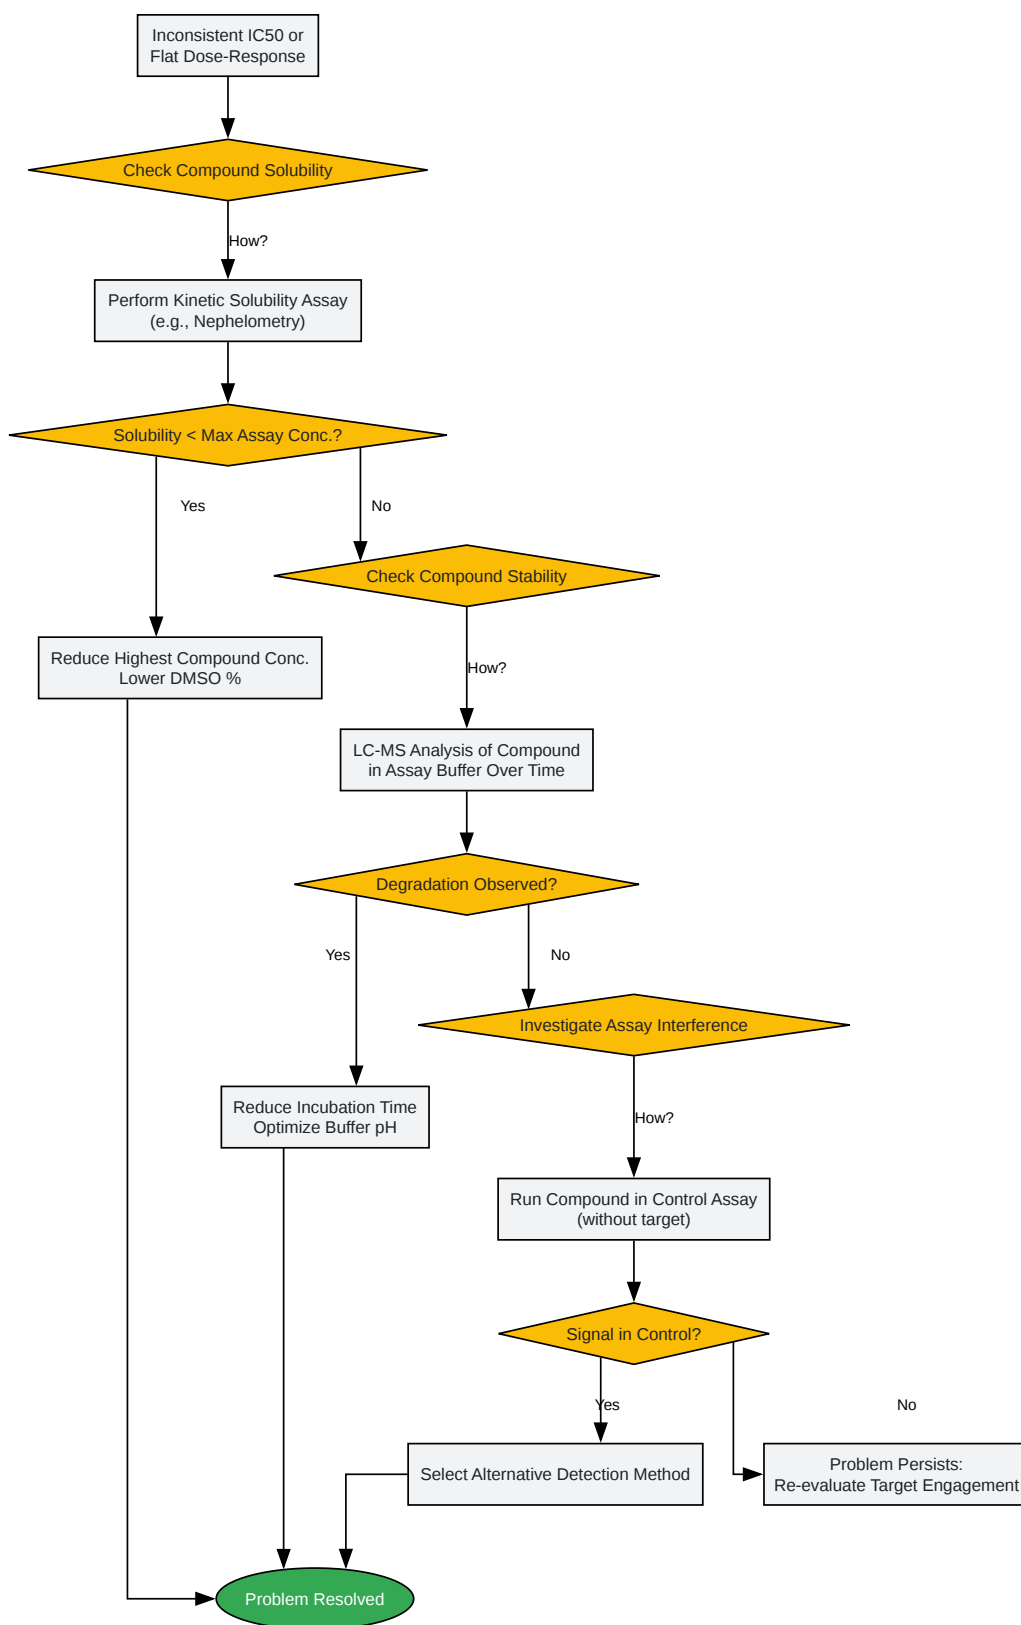 Inconsistent IC50 or
Flat Dose-Response
Check Compound Solubility
How?
Perform Kinetic Solubility Assay
(e.g., Nephelometry)
Solubility < Max Assay Conc.?
Yes
No
Check Compound Stability
Reduce Highest Compound Conc.
Lower DMSO %
How?
LC-MS Analysis of Compound
in Assay Buffer Over Time
Degradation Observed?
Yes
No
Investigate Assay Interference
Reduce Incubation Time
Optimize Buffer pH
How?
Run Compound in Control Assay
(without target)
Signal in Control?
Yes
No
Select Alternative Detection Method
Problem Persists:
Re-evaluate Target Engagement
Problem Resolved